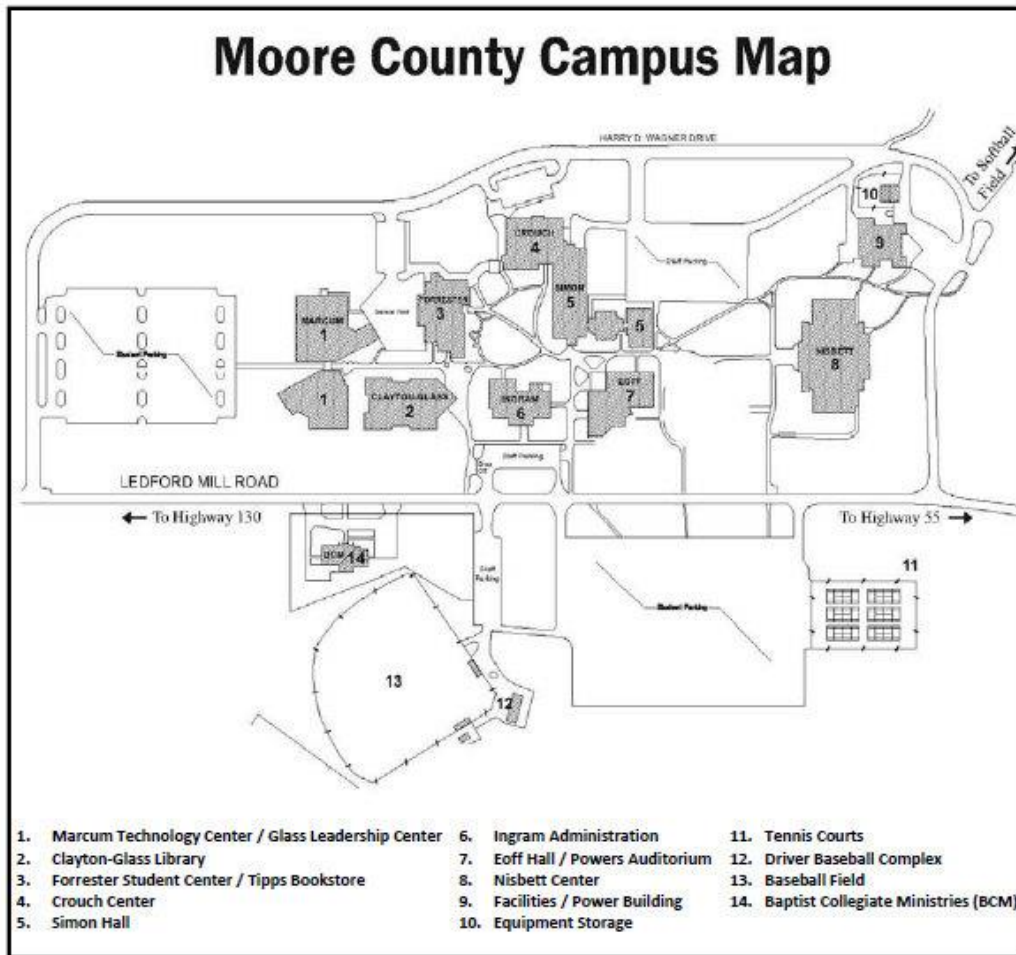 Moore County Campus Map
HARRY D. WAGNER DRIVE
To Softball
Field
10
9
CROUCH
4
Staff Parking
SIMON
5
FORRESTER
3
MARCUM
1
5
NISBETT
8
Student Parking
EOFF
7
1
CLAYTON-GLASS
2
INGRAM
6
Staff Parking
LEDFORD MILL ROAD
To Highway 130
To Highway 55
BCM 14
Staff
Parking
11
Student Parking
13
12
1. Marcum Technology Center / Glass Leadership Center
2. Clayton-Glass Library
3. Forrester Student Center / Tipps Bookstore
4. Crouch Center
5. Simon Hall
6. Ingram Administration
7. Eoff Hall / Powers Auditorium
8. Nisbett Center
9. Facilities / Power Building
10. Equipment Storage
11. Tennis Courts
12. Driver Baseball Complex
13. Baseball Field
14. Baptist Collegiate Ministries (BCM)